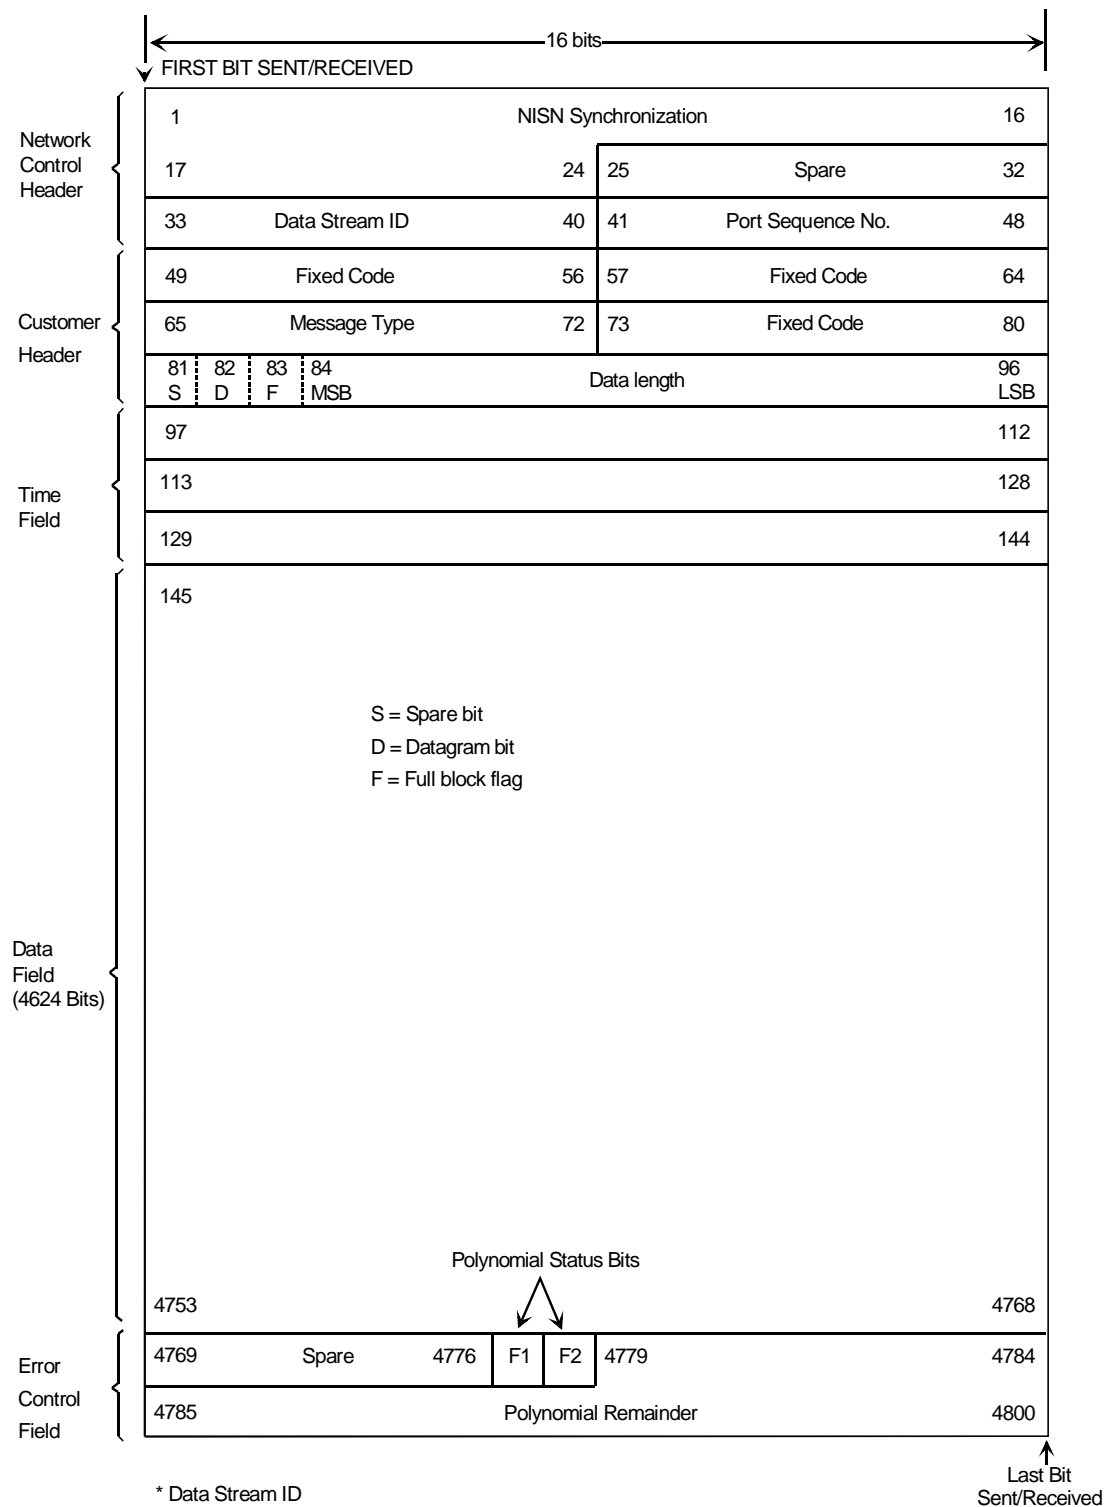 16 bits
FIRST BIT SENT/RECEIVED
Network
Control
Header
1 NISN Synchronization 16
17 24 25 Spare 32
33 Data Stream ID 40 41 Port Sequence No. 48
Customer
Header
49 Fixed Code 56 57 Fixed Code 64
65 Message Type 72 73 Fixed Code 80
81 82 83 84 Data length 96
S D F MSB LSB
Time
Field
97 112
113 128
129 144
145
S = Spare bit
D = Datagram bit
F = Full block flag
Data
Field
(4624 Bits)
Polynomial Status Bits
4753 4768
Error
Control
Field
4769 Spare 4776 F1 F2 4779 4784
4785 Polynomial Remainder 4800
* Data Stream ID
Last Bit
Sent/Received